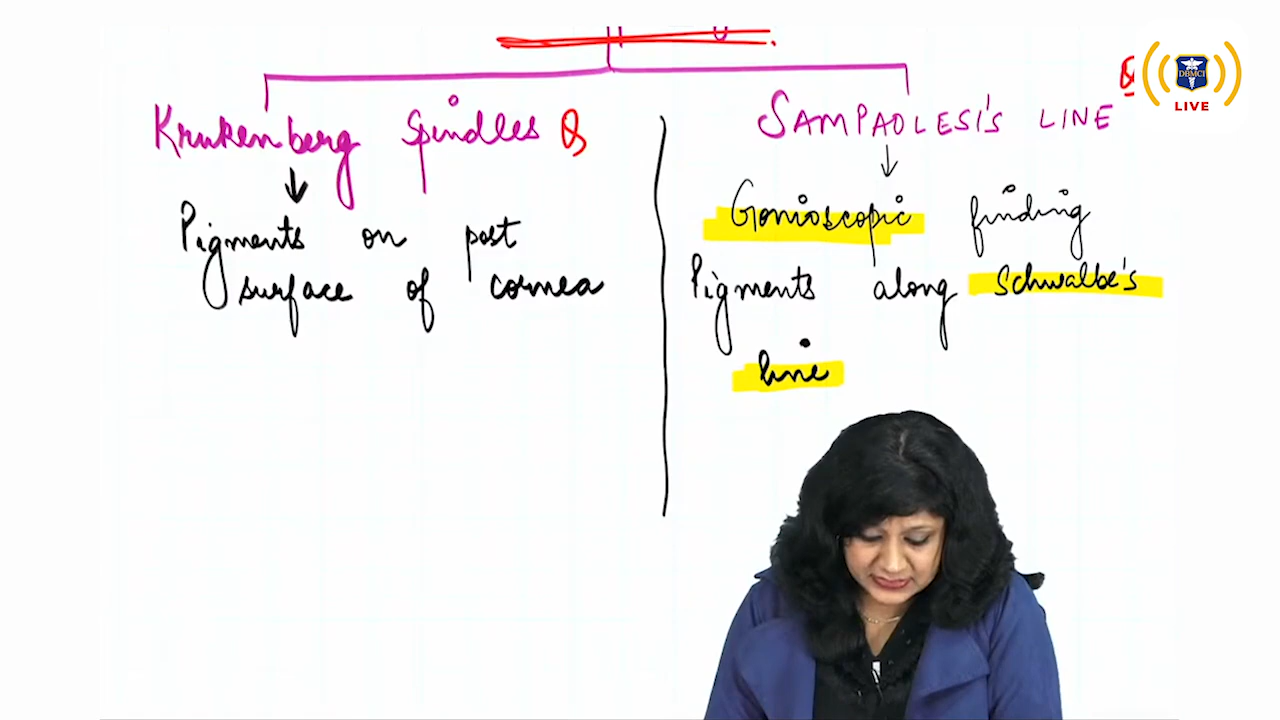 Krukenberg Spindles Q
↓
Pigments on post
surface of cornea
SAMPAOLESI'S LINE Q
↓
Gonioscopic finding
Pigments along Schwalbe's
line
DBMCI
LIVE